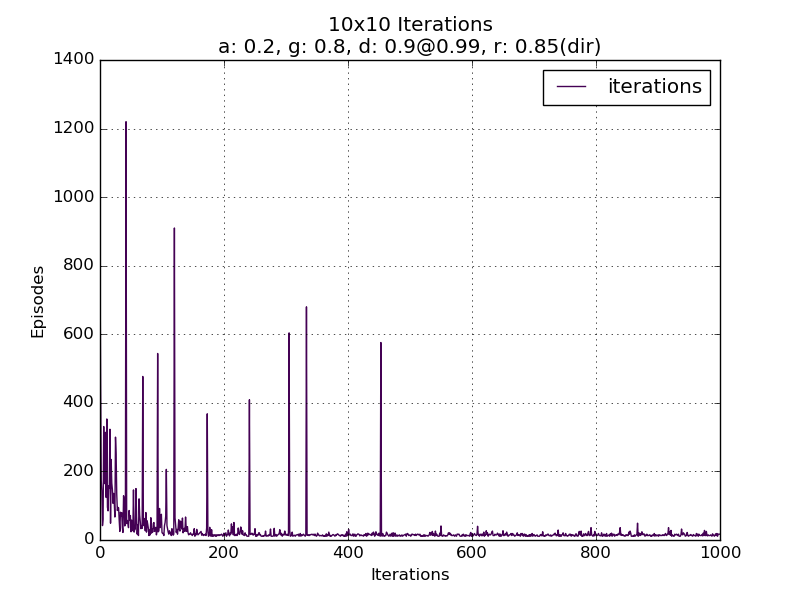 10x10 Iterations
a: 0.2, g: 0.8, d: 0.9@0.99, r: 0.85(dir)
1400
iterations
1200
1000
800
Episodes
600
400
200
0
0 200 400 600 800 1000
Iterations